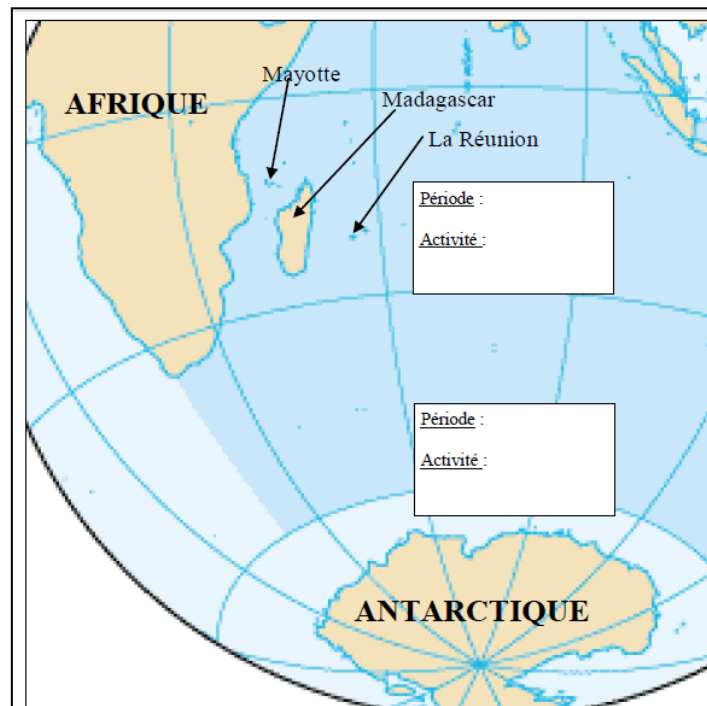 Mayotte
AFRIQUE
Madagascar
La Réunion
Période :
Activité :
Période :
Activité :
ANTARCTIQUE